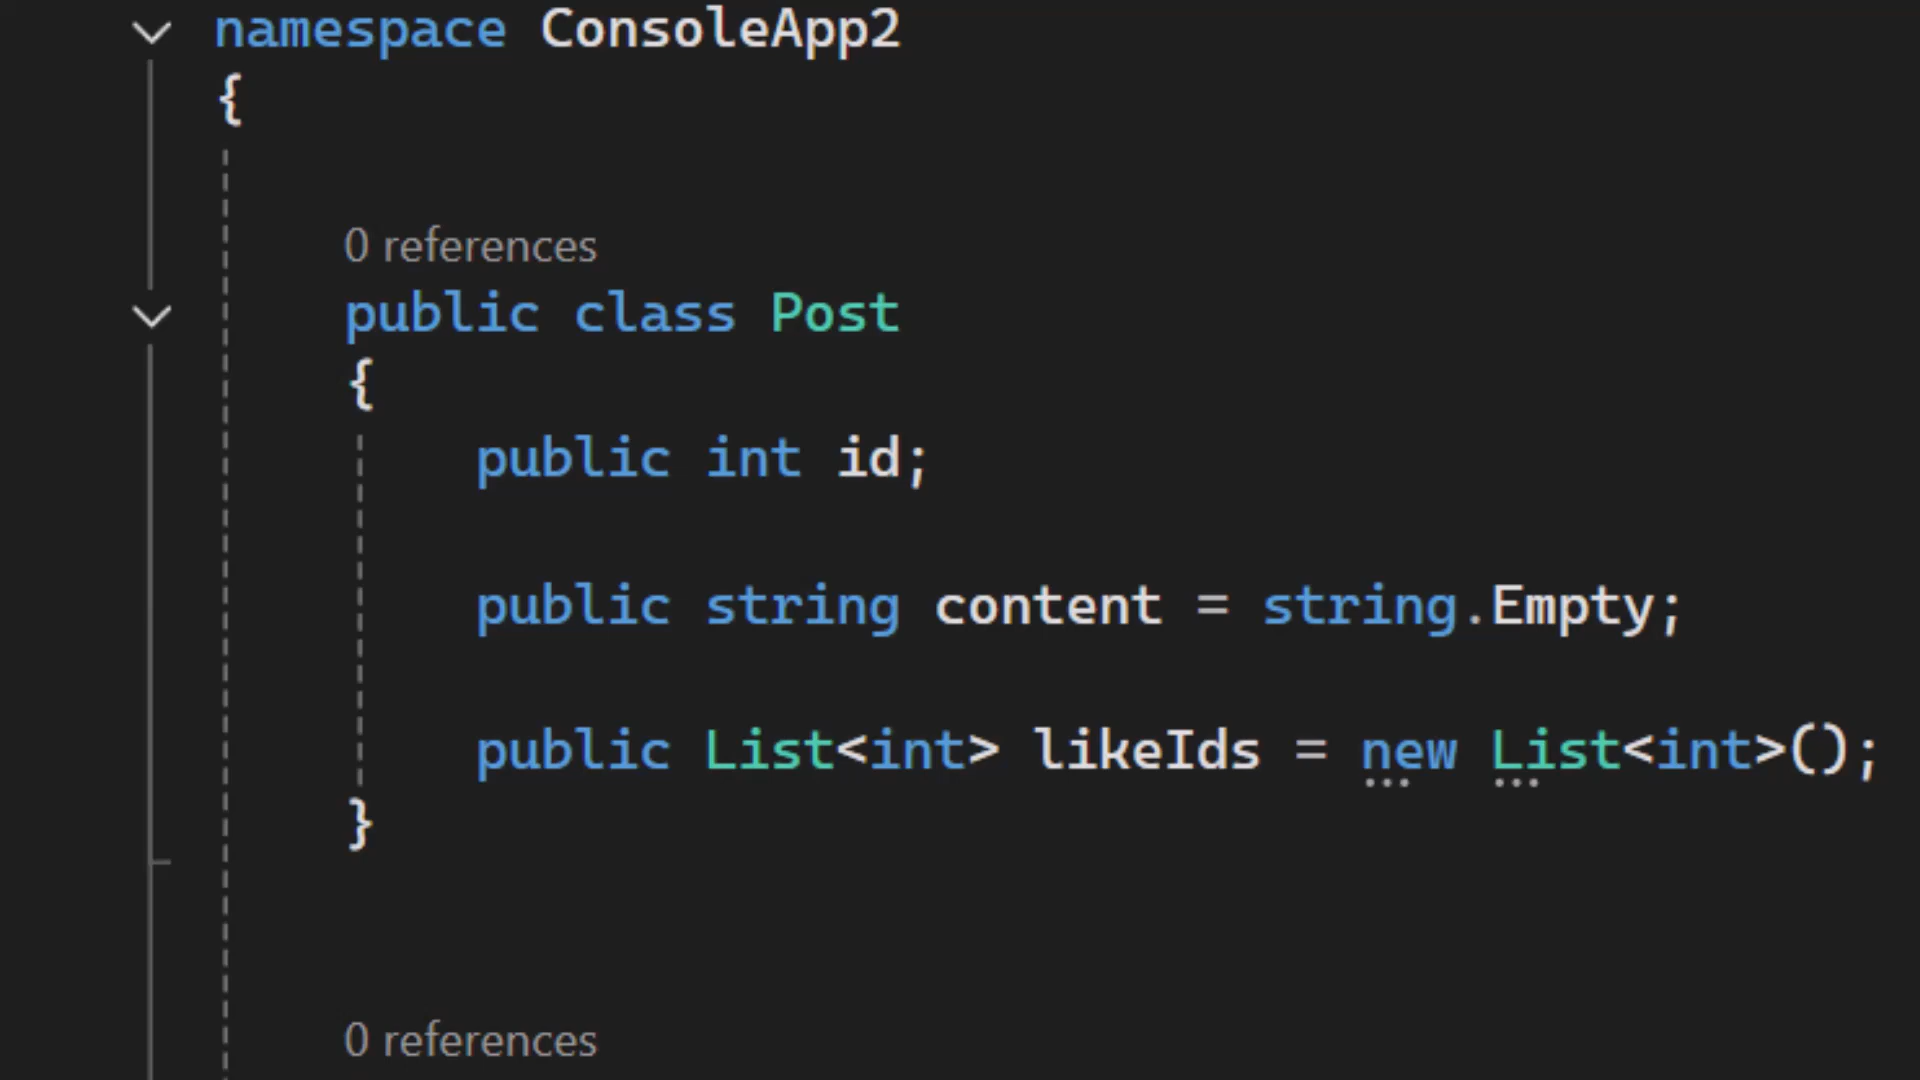 namespace ConsoleApp2
{
0 references
public class Post
{
public int id;
public string content = string.Empty;
public List<int> likeIds = new List<int>();
}
0 references